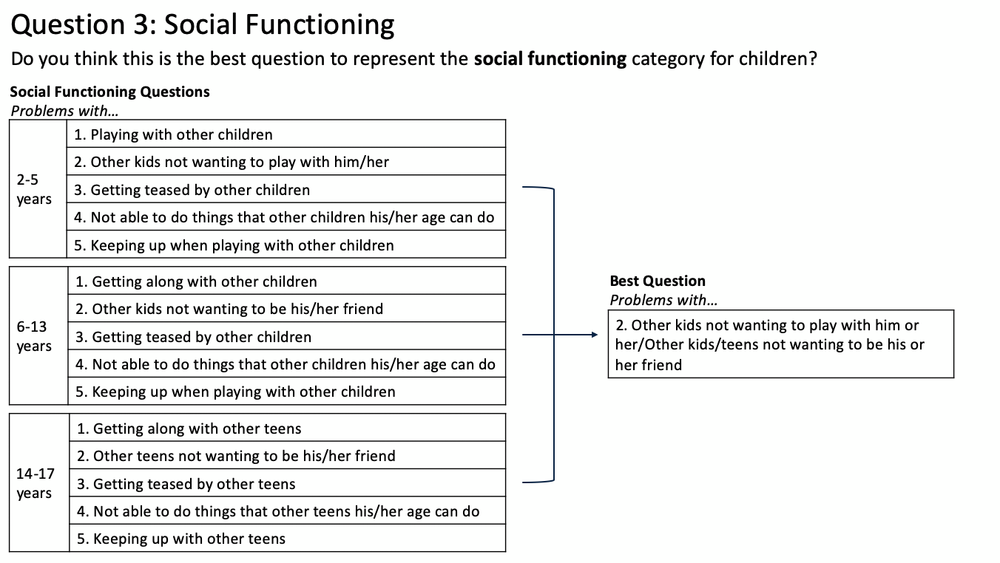 Question 3: Social Functioning
Do you think this is the best question to represent the social functioning category for children?
Social Functioning Questions
Problems with...
2-5
years
1. Playing with other children
2. Other kids not wanting to play with him/her
3. Getting teased by other children
4. Not able to do things that other children his/her age can do
5. Keeping up when playing with other children
6-13
years
1. Getting along with other children
2. Other kids not wanting to be his/her friend
3. Getting teased by other children
4. Not able to do things that other children his/her age can do
5. Keeping up when playing with other children
14-17
years
1. Getting along with other teens
2. Other teens not wanting to be his/her friend
3. Getting teased by other teens
4. Not able to do things that other teens his/her age can do
5. Keeping up with other teens
Best Question
Problems with...
2. Other kids not wanting to play with him or
her/Other kids/teens not wanting to be his or
her friend